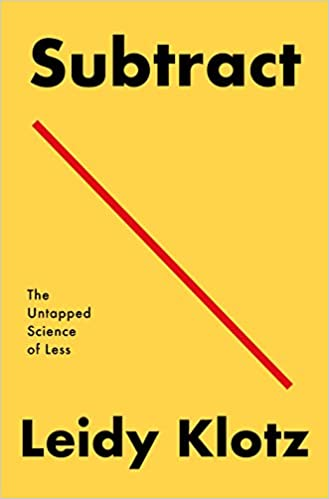 Subtract
The
Untapped
Science
of Less
Leidy Klotz